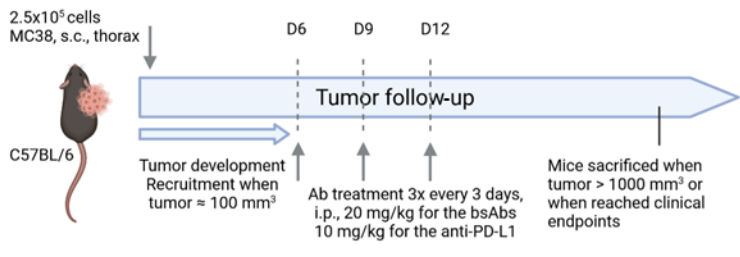 2.5x10⁵ cells
MC38, s.c., thorax
D6
D9
D12
Tumor follow-up
C57BL/6
Tumor development
Recruitment when
tumor ≈ 100 mm³
Ab treatment 3x every 3 days,
i.p., 20 mg/kg for the bsAbs
10 mg/kg for the anti-PD-L1
Mice sacrificed when
tumor > 1000 mm³ or
when reached clinical
endpoints